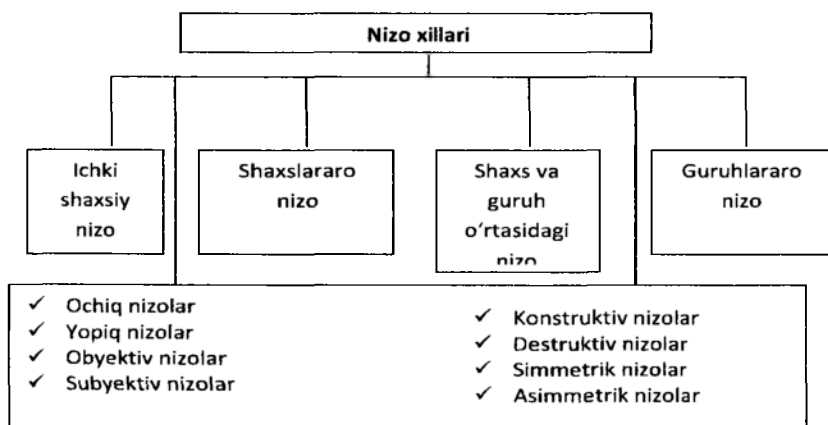 Nizo xillari
Ichki
shaxsiy
nizo
Shaxslararo
nizo
Shaxs va
guruh
o‘rtasidagi
nizo
Guruhlararo
nizo
✓ Ochiq nizolar
✓ Yopiq nizolar
✓ Obyektiv nizolar
✓ Subyektiv nizolar
✓ Konstruktiv nizolar
✓ Destruktiv nizolar
✓ Simmetrik nizolar
✓ Asimmetrik nizolar